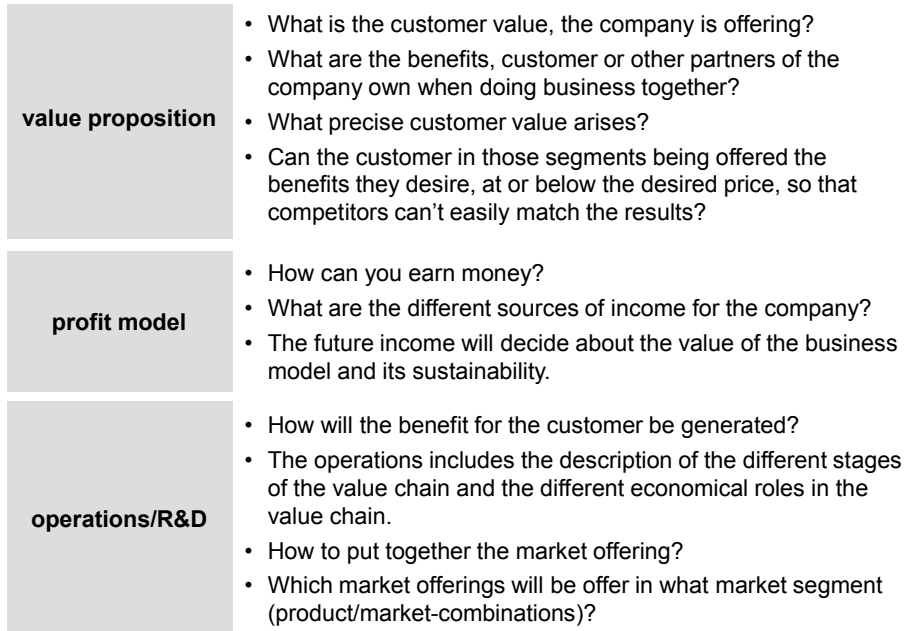 value proposition
• What is the customer value, the company is offering?
• What are the benefits, customer or other partners of the
company own when doing business together?
• What precise customer value arises?
• Can the customer in those segments being offered the
benefits they desire, at or below the desired price, so that
competitors can’t easily match the results?
profit model
• How can you earn money?
• What are the different sources of income for the company?
• The future income will decide about the value of the business
model and its sustainability.
operations/R&D
• How will the benefit for the customer be generated?
• The operations includes the description of the different stages
of the value chain and the different economical roles in the
value chain.
• How to put together the market offering?
• Which market offerings will be offer in what market segment
(product/market-combinations)?